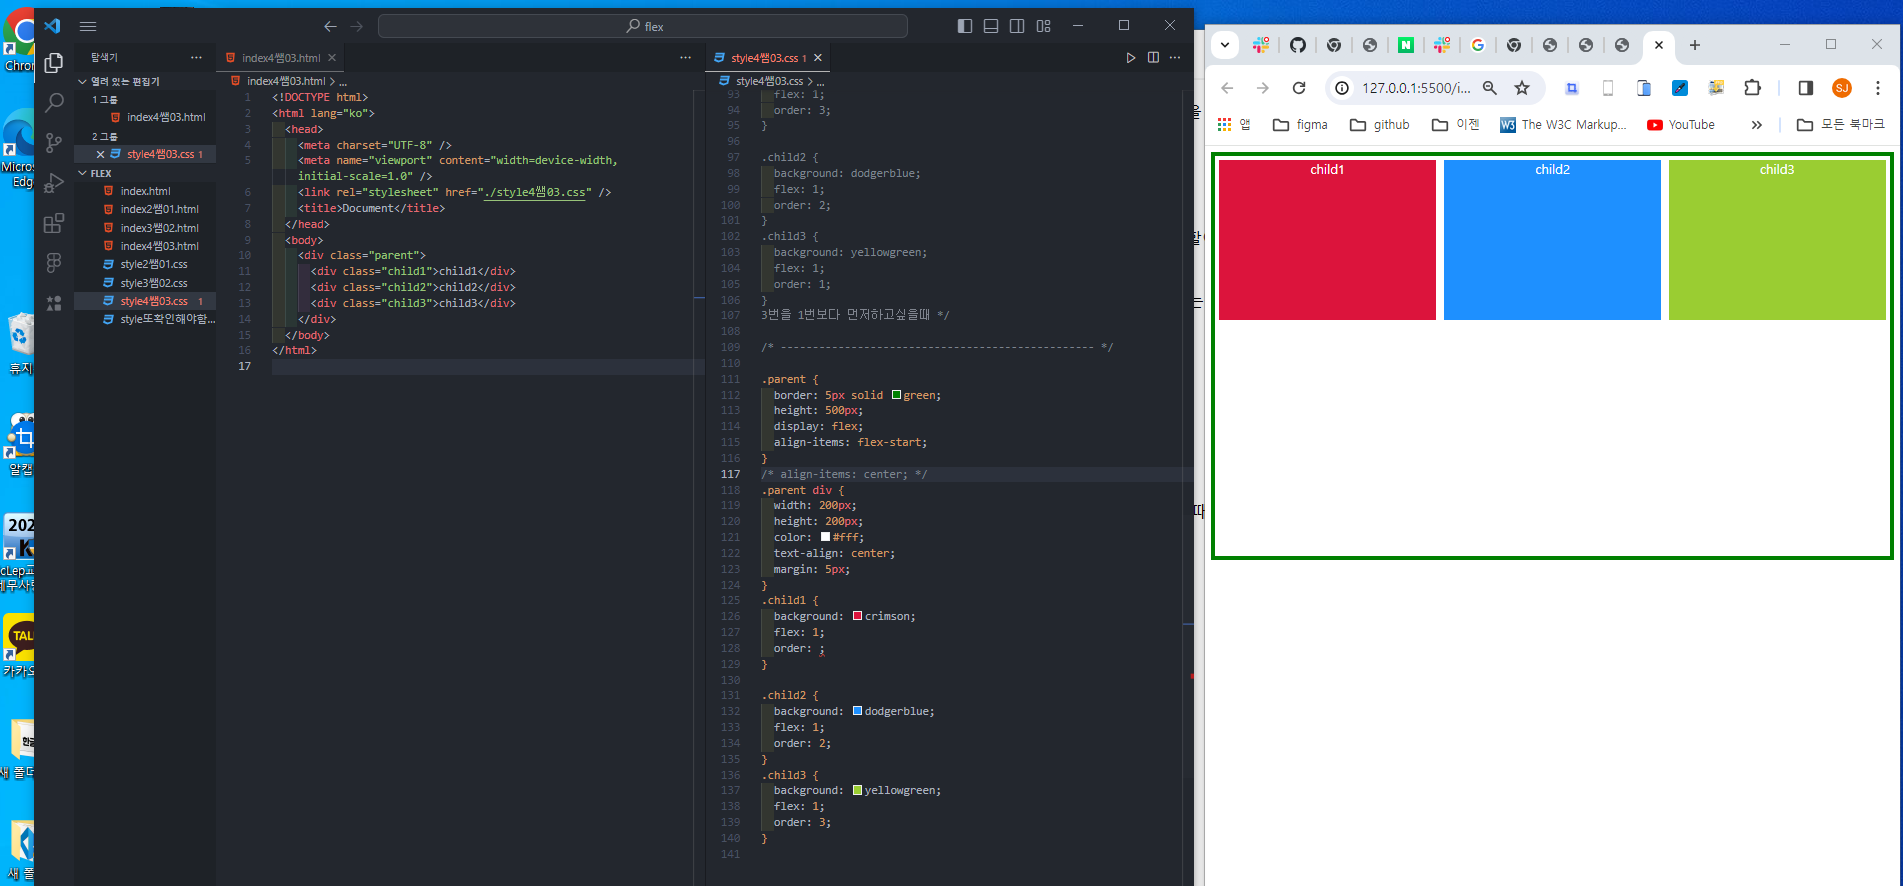 Chron
Micros
Edg
휴지
알캡
202
cLep교
카카오
TAL
새 폴더
새 폴
flex
탐색기
열려 있는 편집기
1 그룹
index4쌤03.html
2 그룹
style4쌤03.css 1
FLEX
index.html
index2쌤01.html
index3쌤02.html
index4쌤03.html
style2쌤01.css
style3쌤02.css
style4쌤03.css 1
style또확인해야함...
index4쌤03.html
index4쌤03.html > ...
1 <!DOCTYPE html>
2 <html lang="ko">
3 <head>
4 <meta charset="UTF-8" />
5 <meta name="viewport" content="width=device-width,
5 initial-scale=1.0" />
6 <link rel="stylesheet" href="./style4쌤03.css" />
7 <title>Document</title>
8 </head>
9 <body>
10 <div class="parent">
11 <div class="child1">child1</div>
12 <div class="child2">child2</div>
13 <div class="child3">child3</div>
14 </div>
15 </body>
16 </html>
17
style4쌤03.css 1
style4쌤03.css > ...
93 flex: 1;
94 order: 3;
95 }
96
97 .child2 {
98 background: dodgerblue;
99 flex: 1;
100 order: 2;
101 }
102 .child3 {
103 background: yellowgreen;
104 flex: 1;
105 order: 1;
106 }
107 3번을 1번보다 먼저하고싶을때 */
108
109 /* ------------------------------------------------- */
110
111 .parent {
112 border: 5px solid green;
113 height: 500px;
114 display: flex;
115 align-items: flex-start;
116 }
117 /* align-items: center; */
118 .parent div {
119 width: 200px;
120 height: 200px;
121 color: #fff;
122 text-align: center;
123 margin: 5px;
124 }
125 .child1 {
126 background: crimson;
127 flex: 1;
128 order: ;
129 }
130
131 .child2 {
132 background: dodgerblue;
133 flex: 1;
134 order: 2;
135 }
136 .child3 {
137 background: yellowgreen;
138 flex: 1;
139 order: 3;
140 }
141
을
는
127.0.0.1:5500/i...
SJ
앱
figma
github
이젠
W3
The W3C Markup...
YouTube
모든 북마크
child1
child2
child3